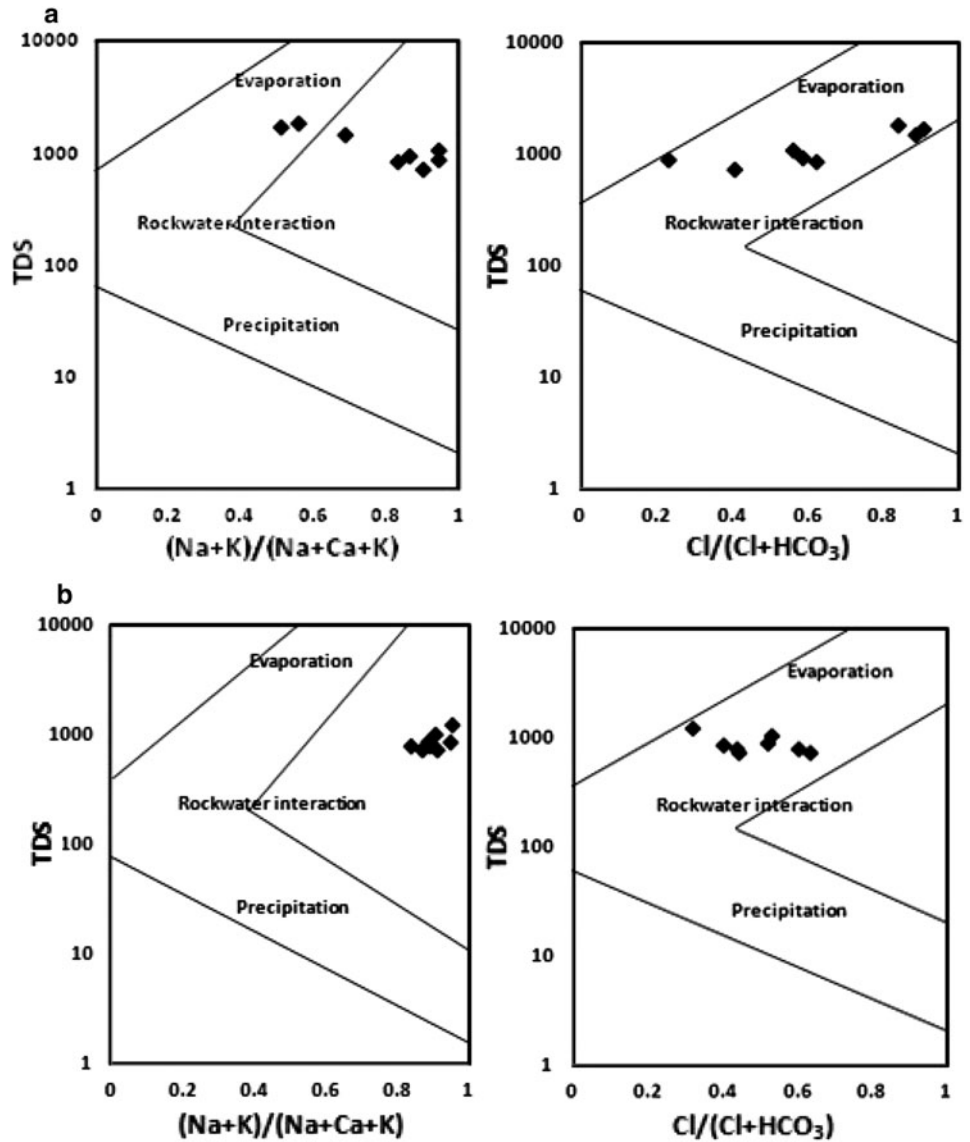 a
10000
1000
100
10
1
TDS
Evaporation
Rockwater interaction
Precipitation
0 0.2 0.4 0.6 0.8 1
(Na+K)/(Na+Ca+K)
10000
1000
100
10
1
TDS
Evaporation
Rockwater interaction
Precipitation
0 0.2 0.4 0.6 0.8 1
Cl/(Cl+HCO₃)
b
10000
1000
100
10
1
TDS
Evaporation
Rockwater interaction
Precipitation
0 0.2 0.4 0.6 0.8 1
(Na+K)/(Na+Ca+K)
10000
1000
100
10
1
TDS
Evaporation
Rockwater interaction
Precipitation
0 0.2 0.4 0.6 0.8 1
Cl/(Cl+HCO₃)